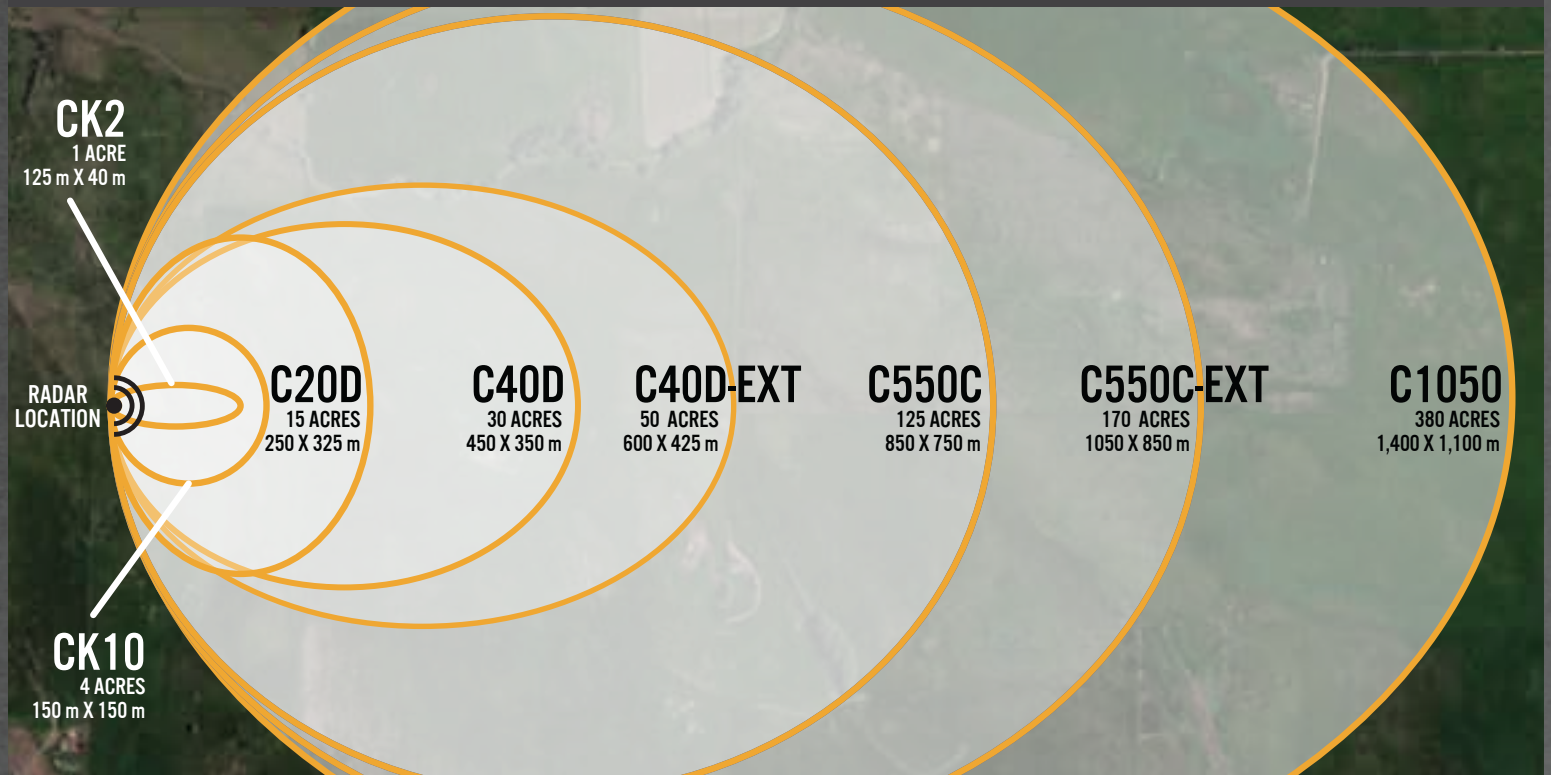 CK2
1 ACRE
125 m X 40 m
RADAR
LOCATION
C20D
15 ACRES
250 X 325 m
C40D
30 ACRES
450 X 350 m
C40D-EXT
50 ACRES
600 X 425 m
C550C
125 ACRES
850 X 750 m
C550C-EXT
170 ACRES
1050 X 850 m
C1050
380 ACRES
1,400 X 1,100 m
CK10
4 ACRES
150 m X 150 m